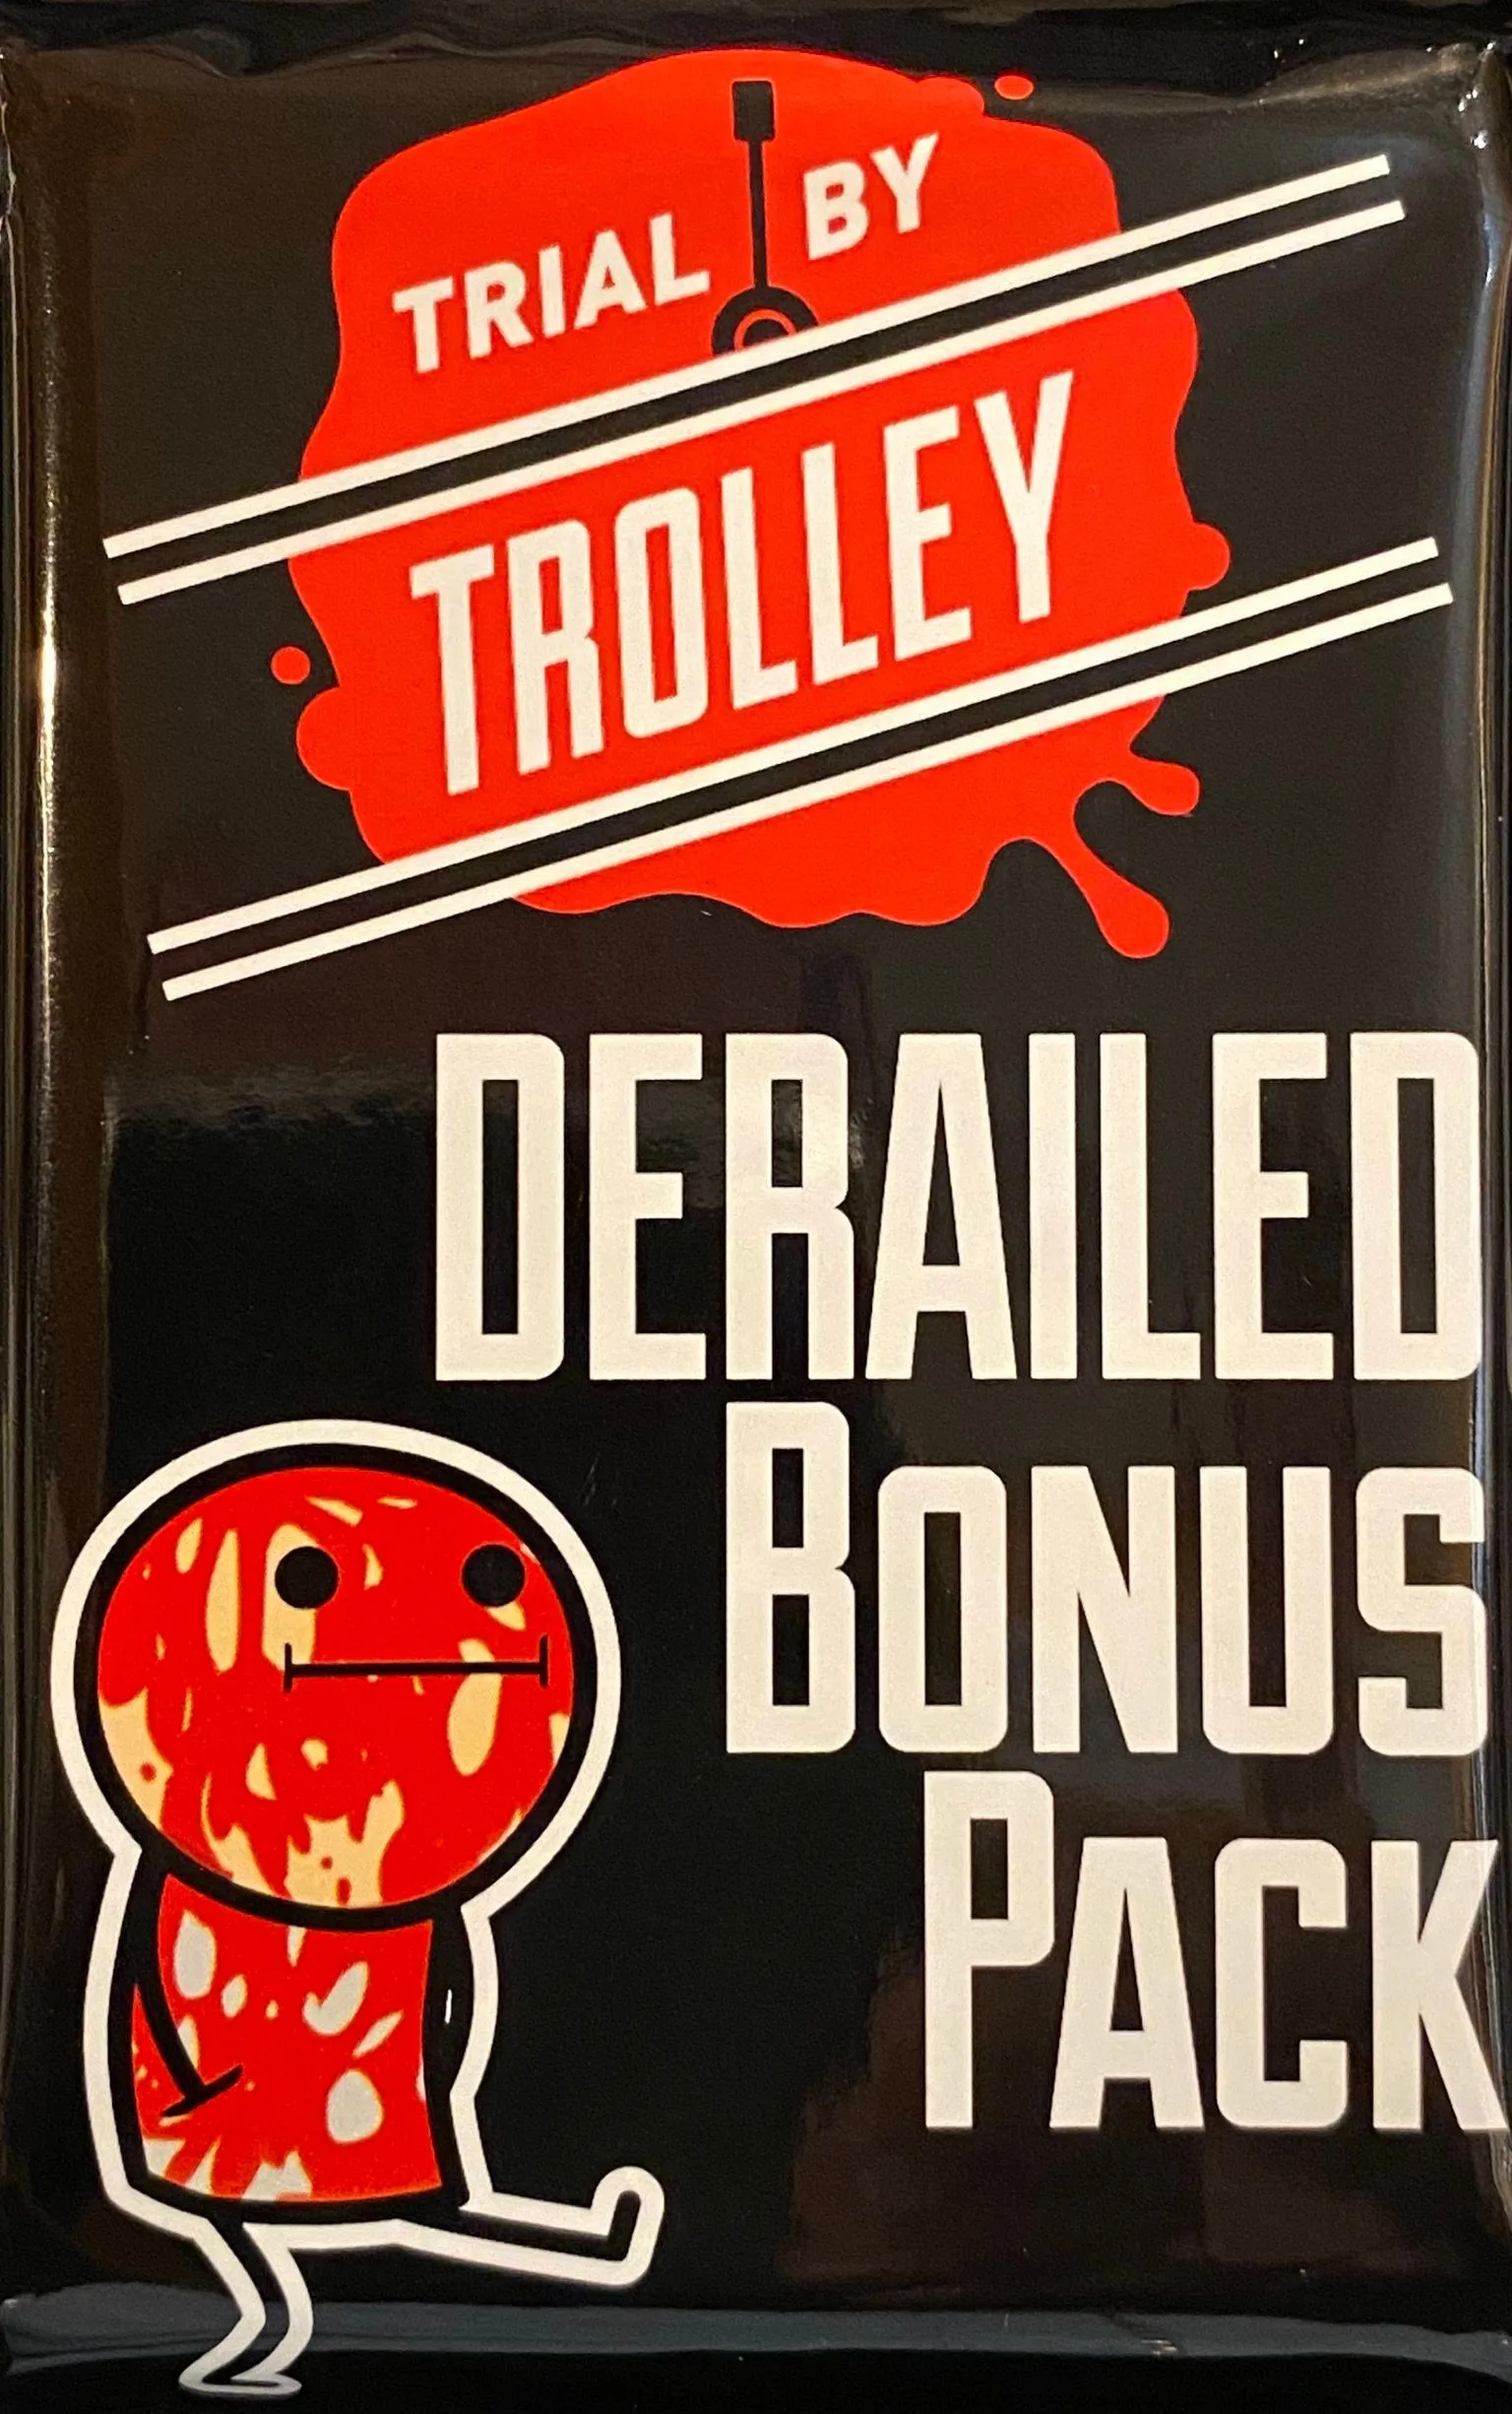 TRIAL BY
TROLLEY
DERAILED
BONUS
PACK